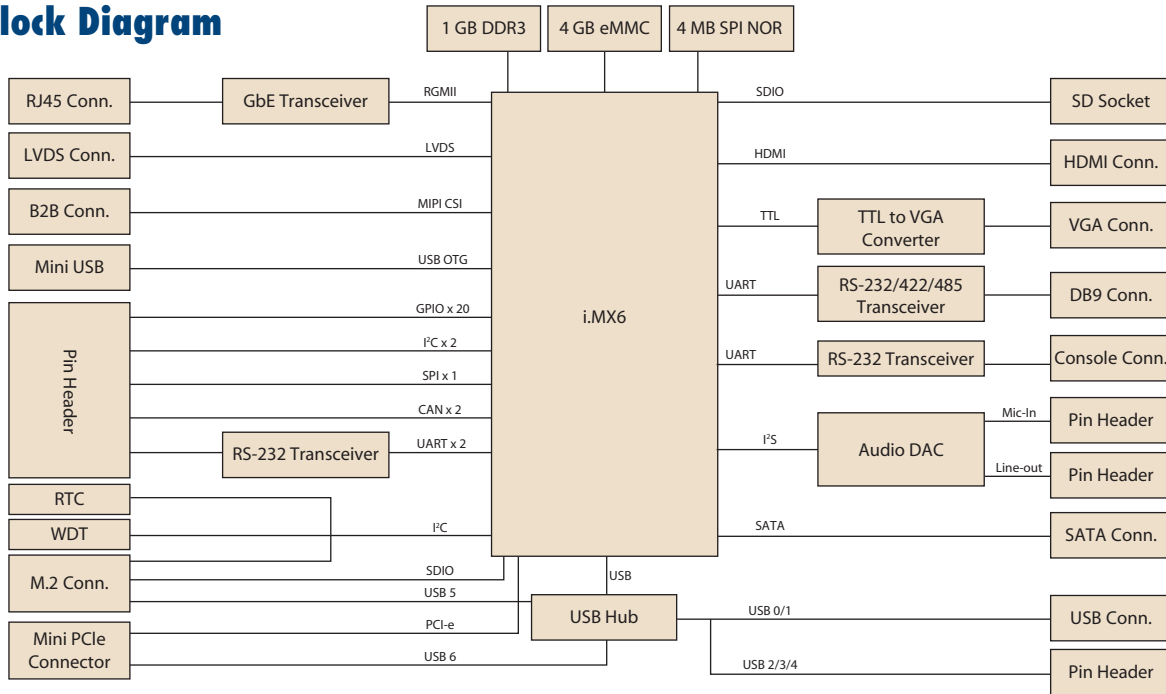 lock Diagram
1 GB DDR3
4 GB eMMC
4 MB SPI NOR
RJ45 Conn.
GbE Transceiver
RGMII
SDIO
SD Socket
LVDS Conn.
LVDS
HDMI
HDMI Conn.
B2B Conn.
MIPI CSI
TTL
TTL to VGA
Converter
VGA Conn.
Mini USB
USB OTG
UART
RS-232/422/485
Transceiver
DB9 Conn.
i.MX6
Pin Header
GPIO x 20
I²C x 2
SPI x 1
CAN x 2
UART x 2
RS-232 Transceiver
UART
RS-232 Transceiver
Console Conn.
I²S
Audio DAC
Mic-In
Pin Header
Line-out
Pin Header
RTC
WDT
I²C
SATA
SATA Conn.
M.2 Conn.
SDIO
USB 5
USB
USB Hub
USB 0/1
USB Conn.
Mini PCIe
Connector
PCI-e
USB 6
USB 2/3/4
Pin Header